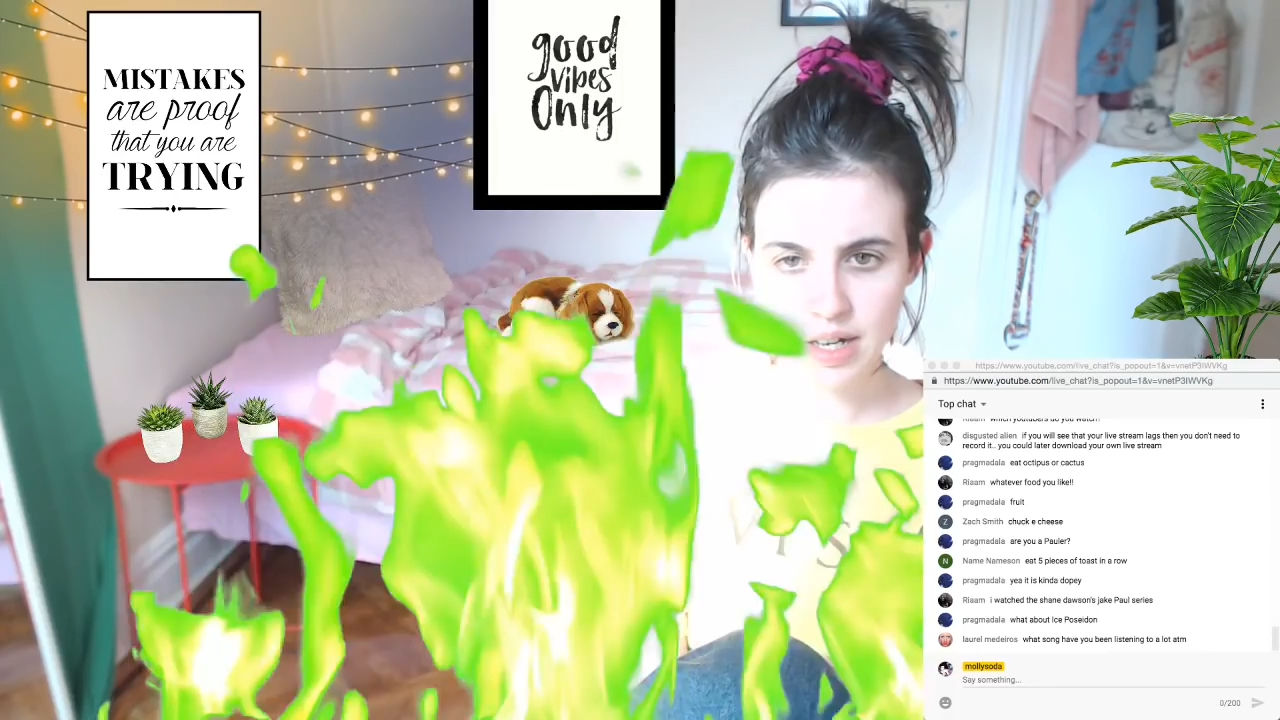 MISTAKES
are proof
that you are
TRYING
good
vibes
Only
https://www.youtube.com/live_chat?is_popout=1&v=vnetP3IWVKg
https://www.youtube.com/live_chat?is_popout=1&v=vnetP3IWVKg
Top chat
Riaam which youtubers do you watch?
disgusted alien if you will see that your live stream lags then you don't need to
record it.. you could later download your own live stream
pragmadala eat octipus or cactus
Riaam whatever food you like!!
pragmadala fruit
Z Zach Smith chuck e cheese
pragmadala are you a Pauler?
N Name Nameson eat 5 pieces of toast in a row
pragmadala yea it is kinda dopey
Riaam i watched the shane dawson's jake Paul series
pragmadala what about Ice Poseidon
laurel medeiros what song have you been listening to a lot atm
mollysoda
Say something...
0/200